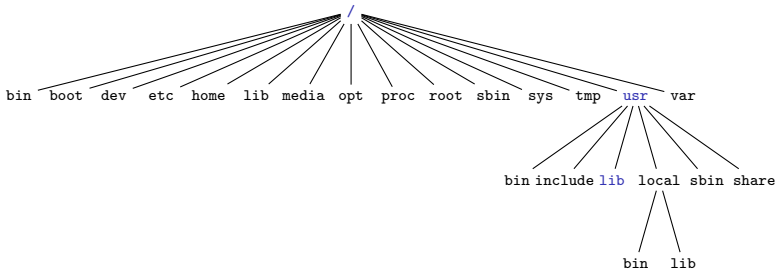 /
bin boot dev etc home lib media opt proc root sbin sys tmp usr var
bin include lib local sbin share
bin lib